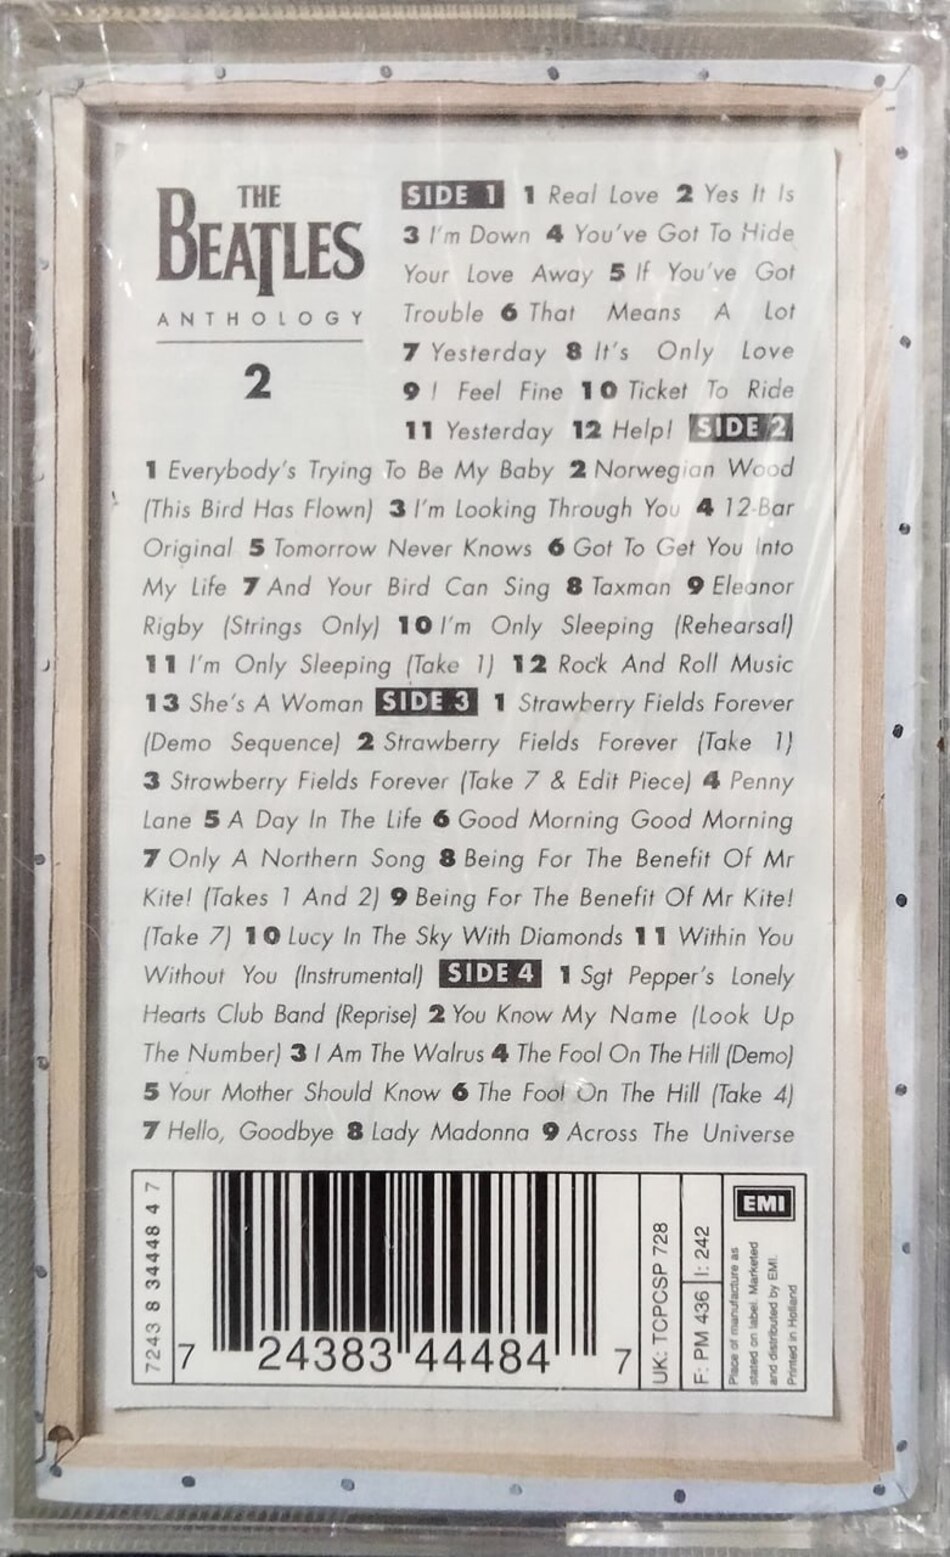 THE
BEATLES
ANTHOLOGY
2
SIDE 1 1 Real Love 2 Yes It Is
3 I'm Down 4 You've Got To Hide
Your Love Away 5 If You've Got
Trouble 6 That Means A Lot
7 Yesterday 8 It's Only Love
9 I Feel Fine 10 Ticket To Ride
11 Yesterday 12 Help! SIDE 2
1 Everybody's Trying To Be My Baby 2 Norwegian Wood
(This Bird Has Flown) 3 I'm Looking Through You 4 12-Bar
Original 5 Tomorrow Never Knows 6 Got To Get You Into
My Life 7 And Your Bird Can Sing 8 Taxman 9 Eleanor
Rigby (Strings Only) 10 I'm Only Sleeping (Rehearsal)
11 I'm Only Sleeping (Take 1) 12 Rock And Roll Music
13 She's A Woman SIDE 3 1 Strawberry Fields Forever
(Demo Sequence) 2 Strawberry Fields Forever (Take 1)
3 Strawberry Fields Forever (Take 7 & Edit Piece) 4 Penny
Lane 5 A Day In The Life 6 Good Morning Good Morning
7 Only A Northern Song 8 Being For The Benefit Of Mr
Kite! (Takes 1 And 2) 9 Being For The Benefit Of Mr Kite!
(Take 7) 10 Lucy In The Sky With Diamonds 11 Within You
Without You (Instrumental) SIDE 4 1 Sgt Pepper's Lonely
Hearts Club Band (Reprise) 2 You Know My Name (Look Up
The Number) 3 I Am The Walrus 4 The Fool On The Hill (Demo)
5 Your Mother Should Know 6 The Fool On The Hill (Take 4)
7 Hello, Goodbye 8 Lady Madonna 9 Across The Universe
7243 8 34448 4 7
7 24383 44484 7
UK: TCPCSP 728
F: PM 436 I: 242
EMI
Place of manufacture as
stated on label. Marketed
and distributed by EMI.
Printed in Holland